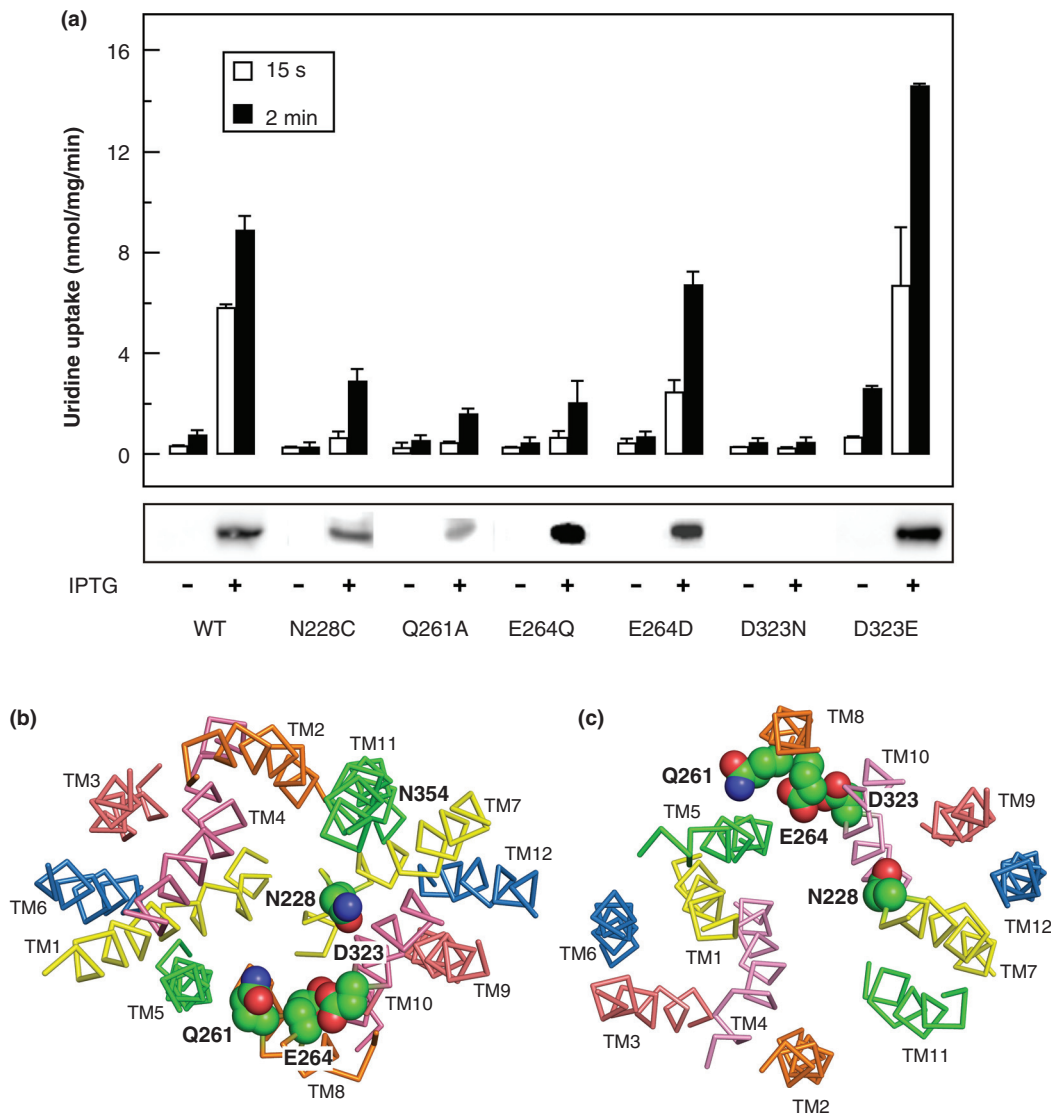 (a)
16
12
8
4
0
Uridine uptake (nmol/mg/min)
15 s
2 min
IPTG – + – + – + – + – + – + – +
WT N228C Q261A E264Q E264D D323N D323E
(b)
TM2
TM11
N354
TM3
TM7
TM4
TM12
TM6
N228
TM1
D323
TM9
TM5
TM10
Q261
E264
TM8
(c)
TM8
TM10
Q261
D323
TM9
TM5
E264
N228
TM12
TM6
TM1
TM7
TM3
TM4
TM11
TM2